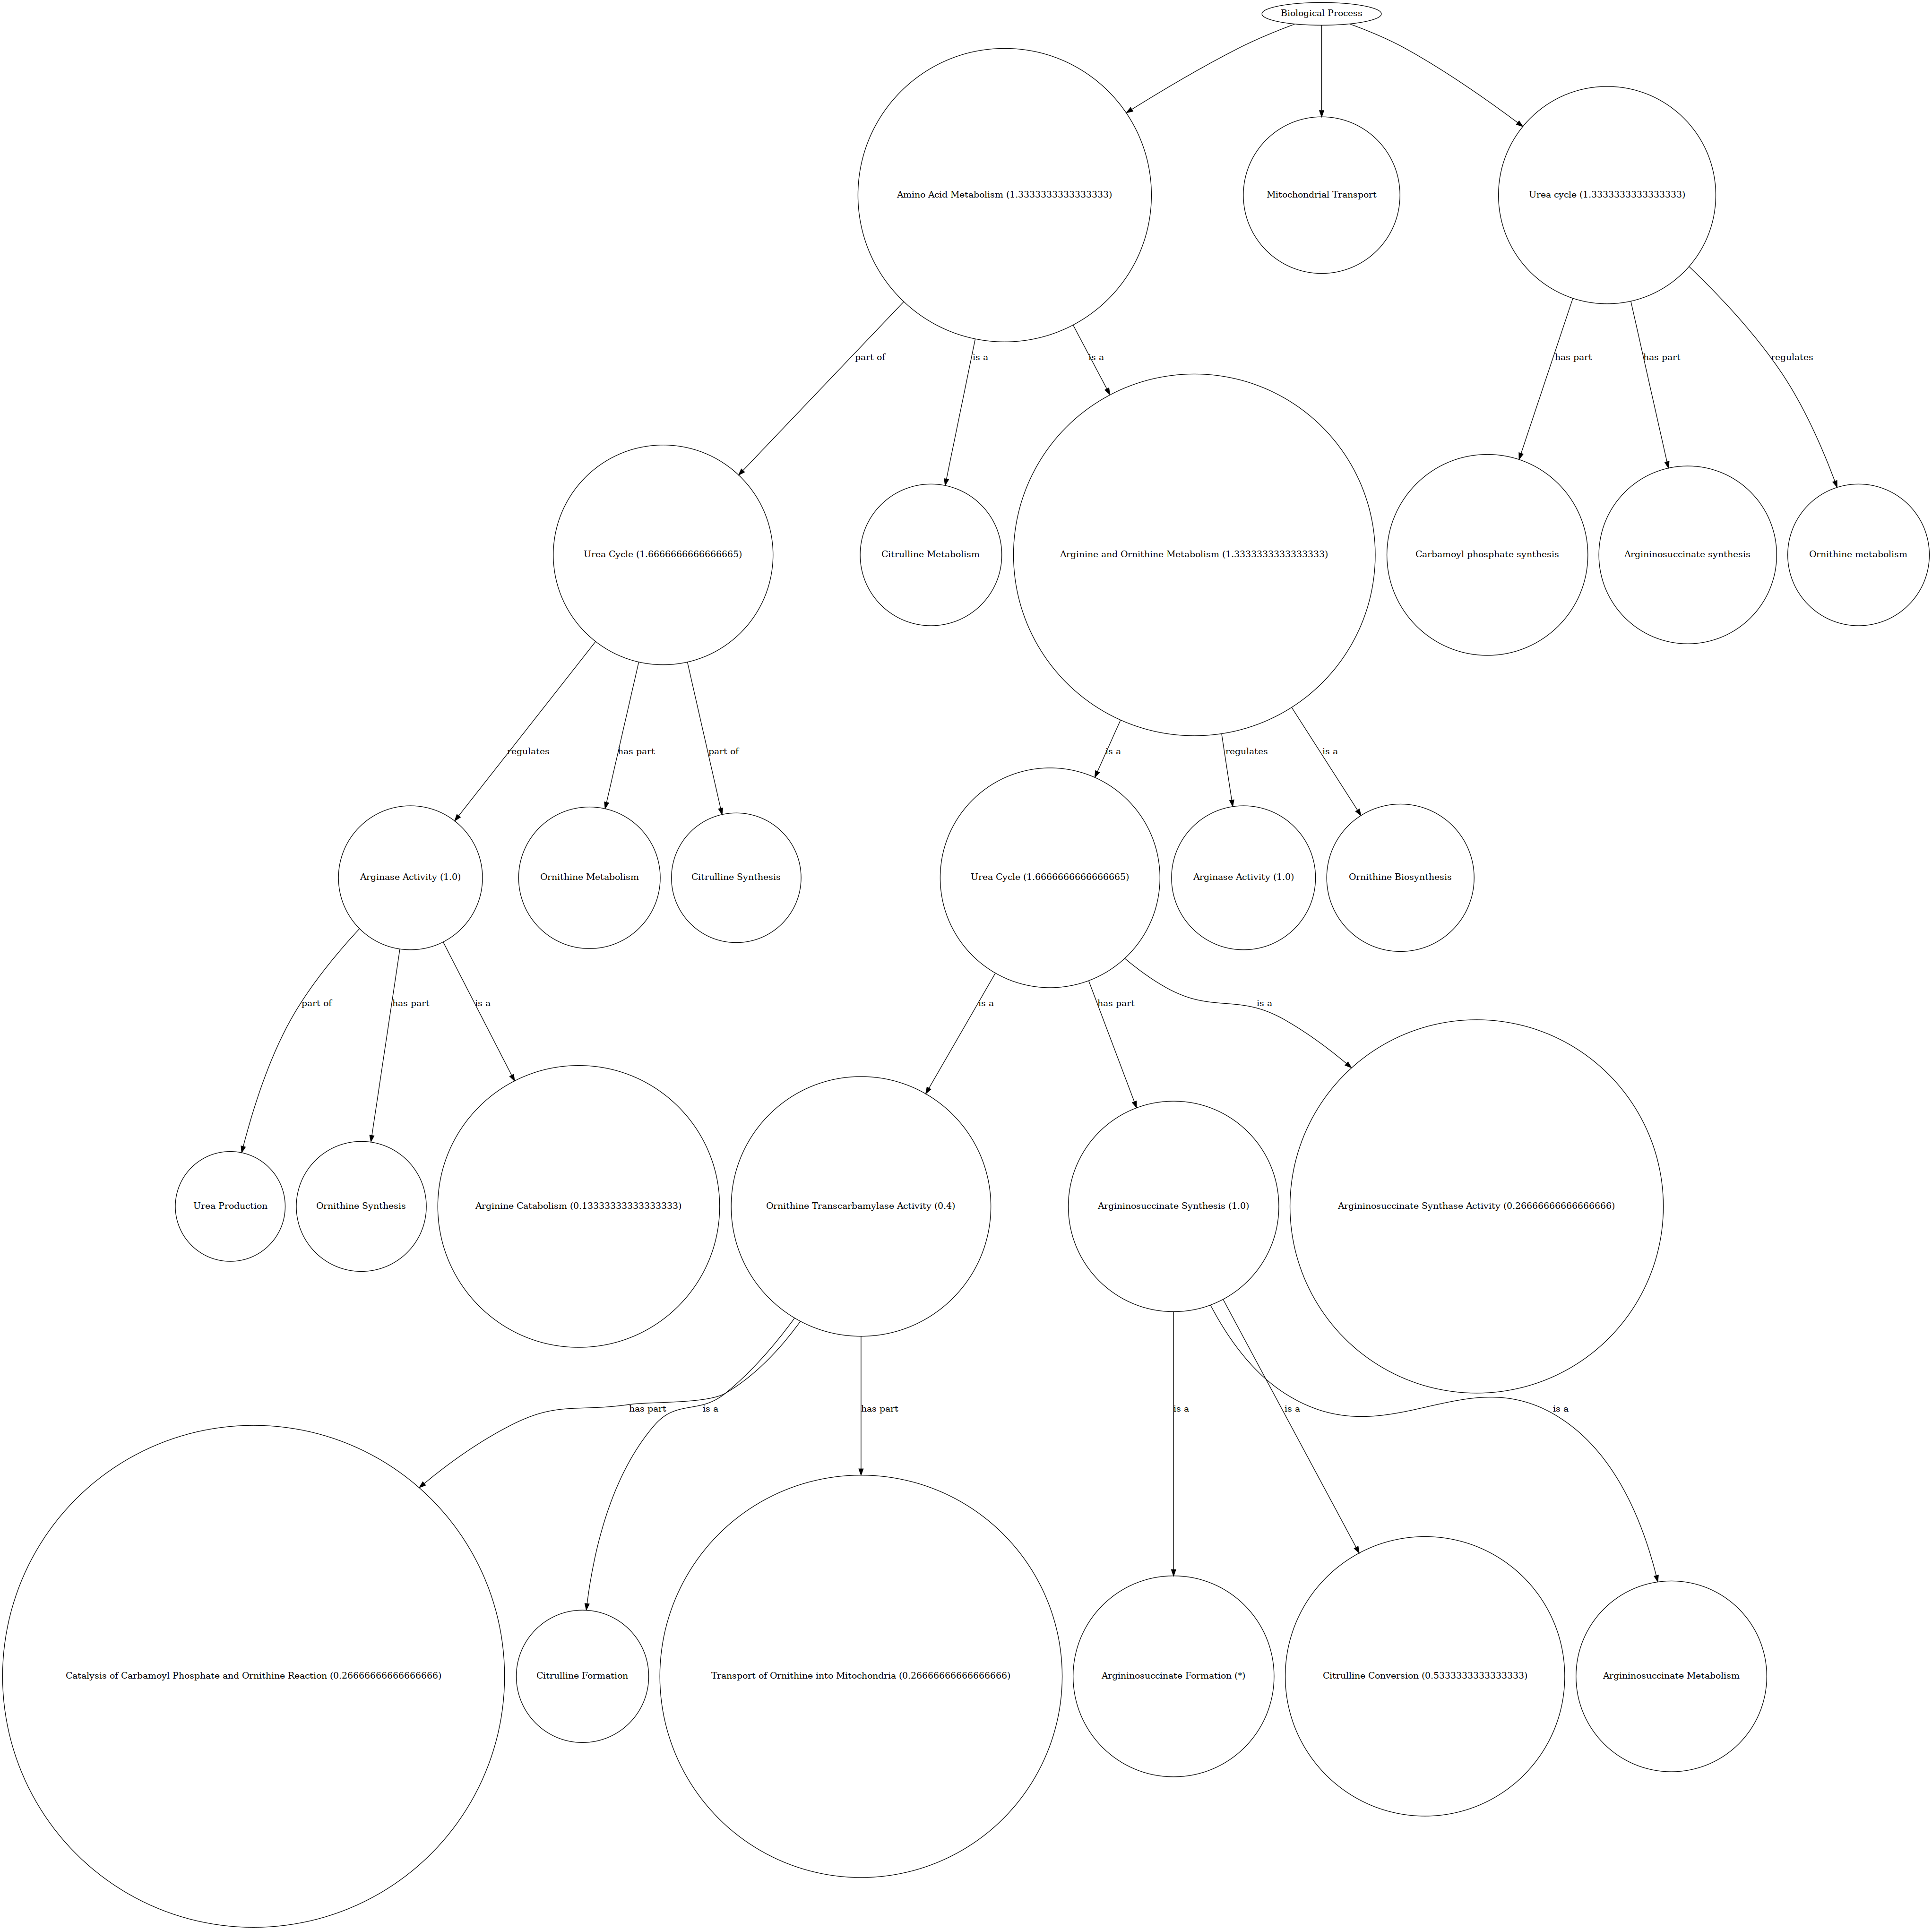 Biological Process
Amino Acid Metabolism (1.3333333333333333)
Mitochondrial Transport
Urea cycle (1.3333333333333333)
part of
is a
is a
has part
has part
regulates
Urea Cycle (1.6666666666666665)
Citrulline Metabolism
Arginine and Ornithine Metabolism (1.3333333333333333)
Carbamoyl phosphate synthesis
Argininosuccinate synthesis
Ornithine metabolism
regulates
has part
part of
is a
regulates
is a
Arginase Activity (1.0)
Ornithine Metabolism
Citrulline Synthesis
Urea Cycle (1.6666666666666665)
Arginase Activity (1.0)
Ornithine Biosynthesis
part of
has part
is a
is a
has part
is a
Urea Production
Ornithine Synthesis
Arginine Catabolism (0.13333333333333333)
Ornithine Transcarbamylase Activity (0.4)
Argininosuccinate Synthesis (1.0)
Argininosuccinate Synthase Activity (0.26666666666666666)
has part
is a
has part
is a
is a
is a
Catalysis of Carbamoyl Phosphate and Ornithine Reaction (0.26666666666666666)
Citrulline Formation
Transport of Ornithine into Mitochondria (0.26666666666666666)
Argininosuccinate Formation (*)
Citrulline Conversion (0.5333333333333333)
Argininosuccinate Metabolism